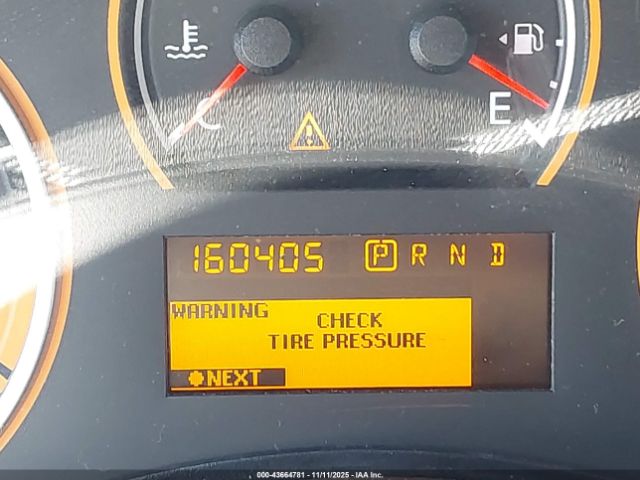 C E
160405 P R N D
WARNING
CHECK
TIRE PRESSURE
✽NEXT
000-43664781 - 11/11/2025 - IAA Inc.